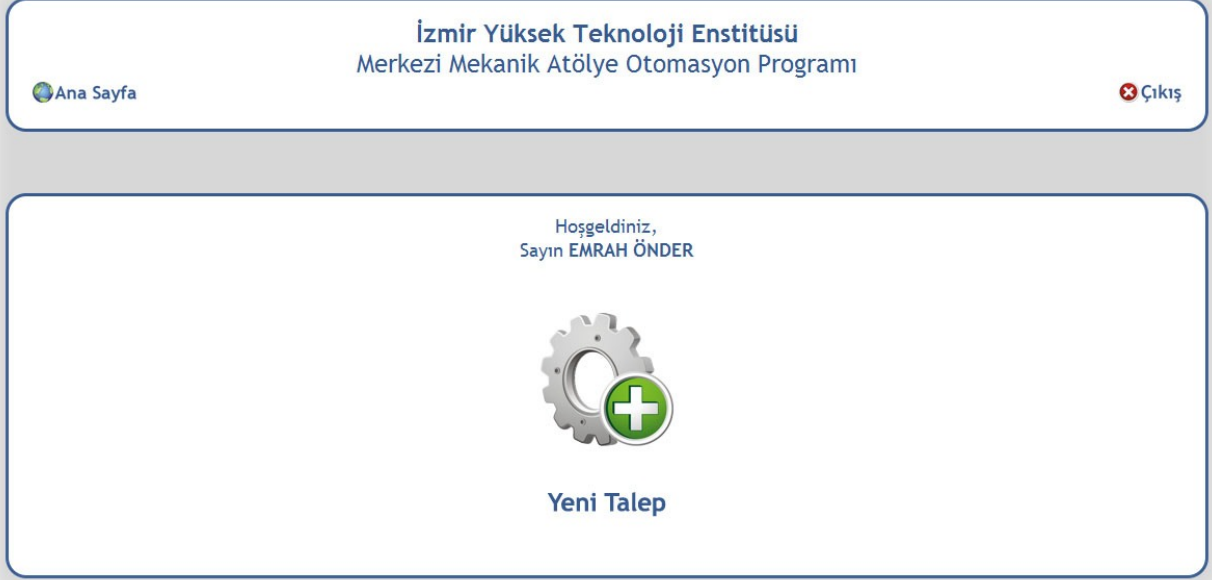 İzmir Yüksek Teknoloji Enstitüsü
Merkezi Mekanik Atölye Otomasyon Programı
Ana Sayfa
Çıkış
Hoşgeldiniz,
Sayın EMRAH ÖNDER
Yeni Talep